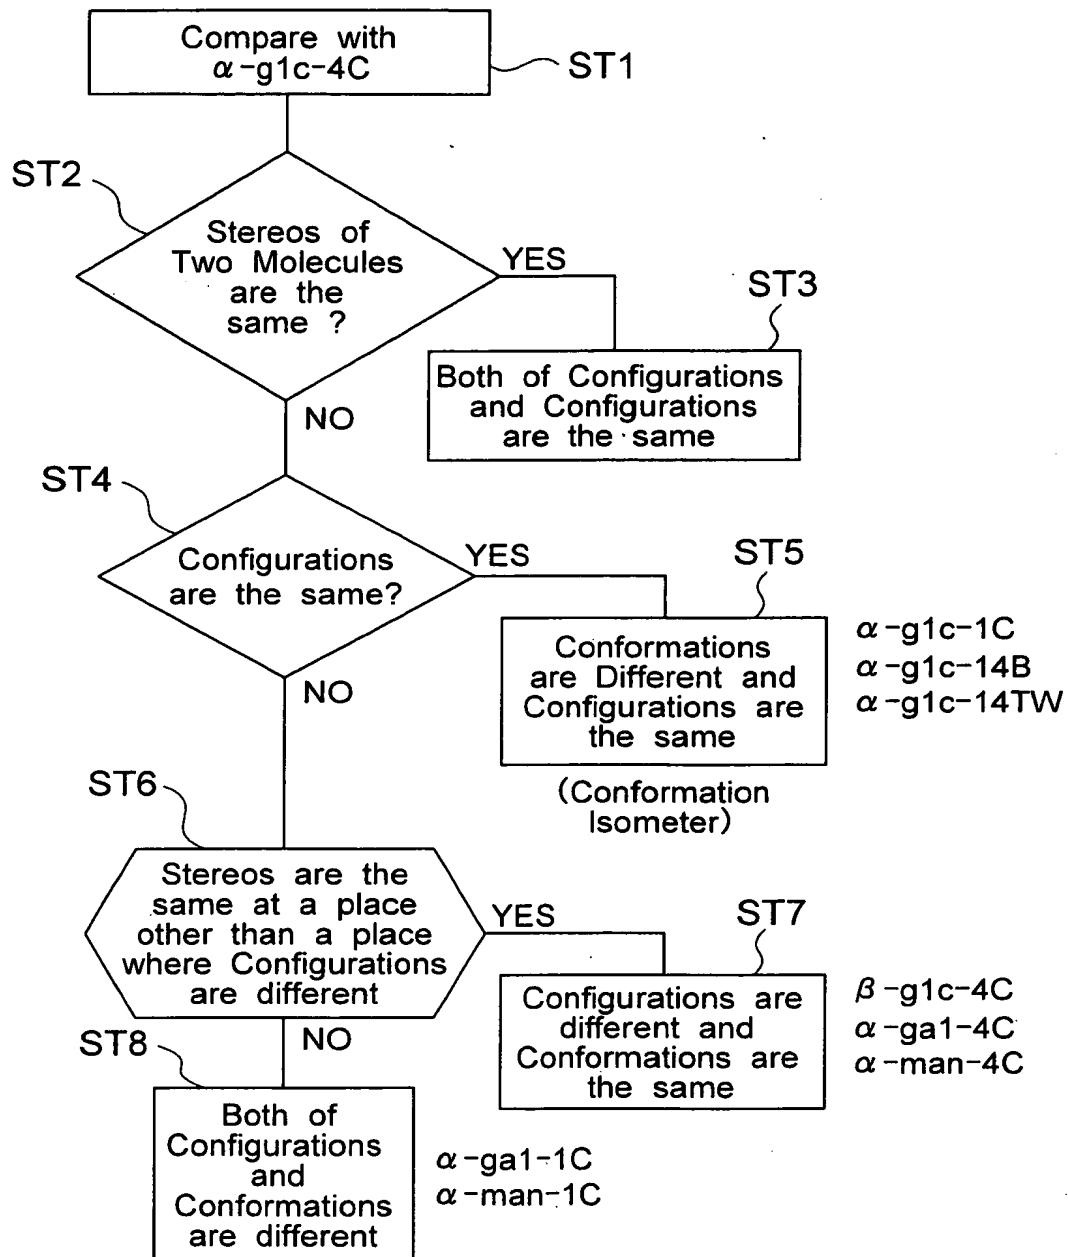 Compare with
α-g1c-4C
ST1
ST2
Stereos of
Two Molecules
are the
same ?
YES
ST3
Both of Configurations
and Configurations
are the same
NO
ST4
Configurations
are the same?
YES
ST5
Conformations
are Different and
Configurations are
the same
α-g1c-1C
α-g1c-14B
α-g1c-14TW
(Conformation
Isometer)
NO
ST6
Stereos are the
same at a place
other than a place
where Configurations
are different
YES
ST7
Configurations are
different and
Conformations are
the same
β-g1c-4C
α-ga1-4C
α-man-4C
NO
ST8
Both of
Configurations
and
Conformations
are different
α-ga1-1C
α-man-1C